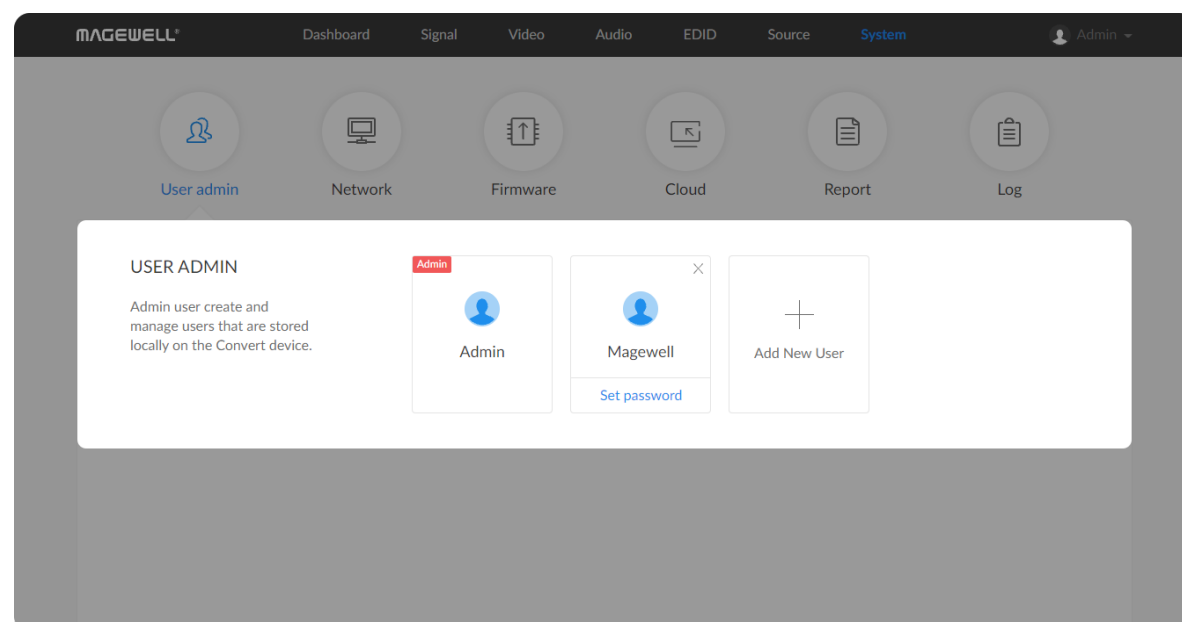 MAGEWELL®
Dashboard
Signal
Video
Audio
EDID
Source
System
Admin
User admin
Network
Firmware
Cloud
Report
Log
USER ADMIN
Admin user create and
manage users that are stored
locally on the Convert device.
Admin
Admin
Magewell
Set password
Add New User